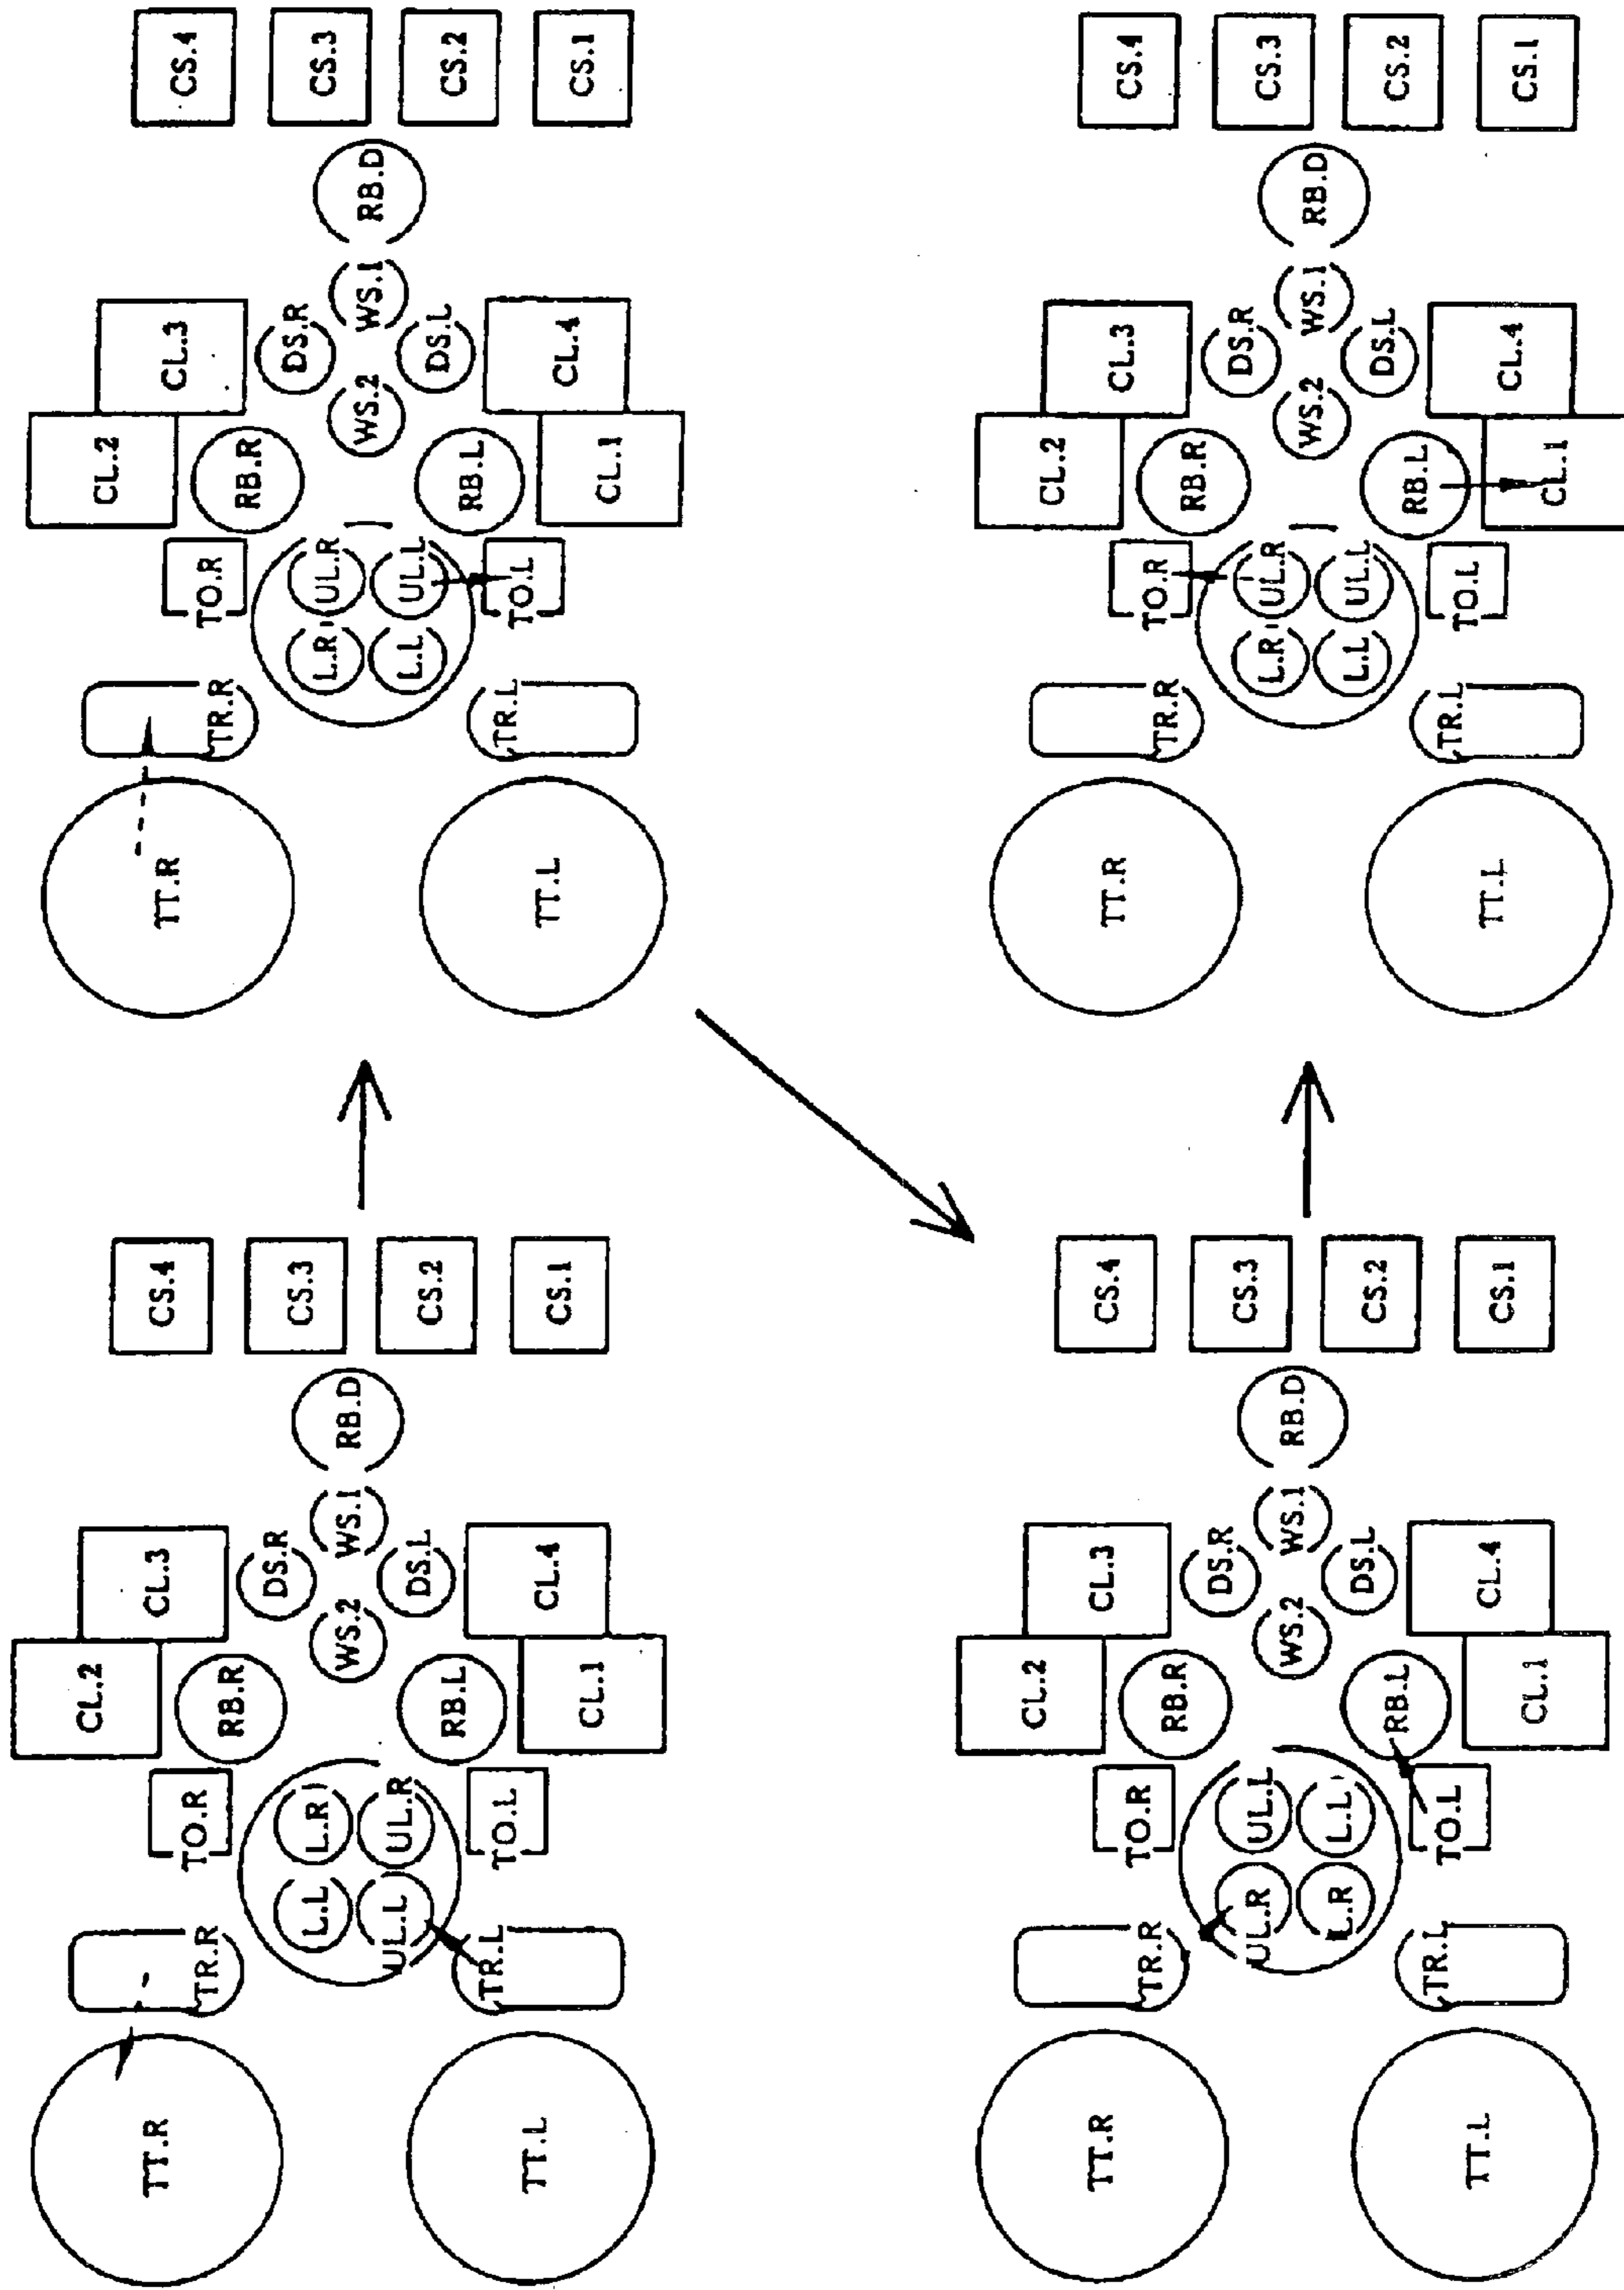 CL.2
CL.3
TT.R
TR.R
TO.R
CS.4
RB.R
DS.R
CS.3
L.L
L.R
WS.2
WS.1
RB.D
UL.L
UL.R
CS.2
RB.L
DS.L
TR.L
TO.L
TT.L
CL.4
CS.1
CL.1
CL.2
CL.3
TT.R
TR.R
TO.R
CS.4
RB.R
DS.R
CS.3
L.R
UL.R
WS.2
WS.1
RB.D
L.L
UL.L
CS.2
RB.L
DS.L
TR.L
TO.L
TT.L
CL.4
CS.1
CL.1
CL.2
CL.3
TT.R
TR.R
TO.R
CS.4
RB.R
DS.R
CS.3
UL.R
UL.L
WS.2
WS.1
RB.D
L.R
L.L
CS.2
RB.L
DS.L
TR.L
TO.L
TT.L
CL.4
CS.1
CL.1
CL.2
CL.3
TT.R
TR.R
TO.R
CS.4
RB.R
DS.R
CS.3
L.R
UL.R
WS.2
WS.1
RB.D
L.L
UL.L
CS.2
RB.L
DS.L
TR.L
TO.L
TT.L
CL.4
CS.1
CL.1